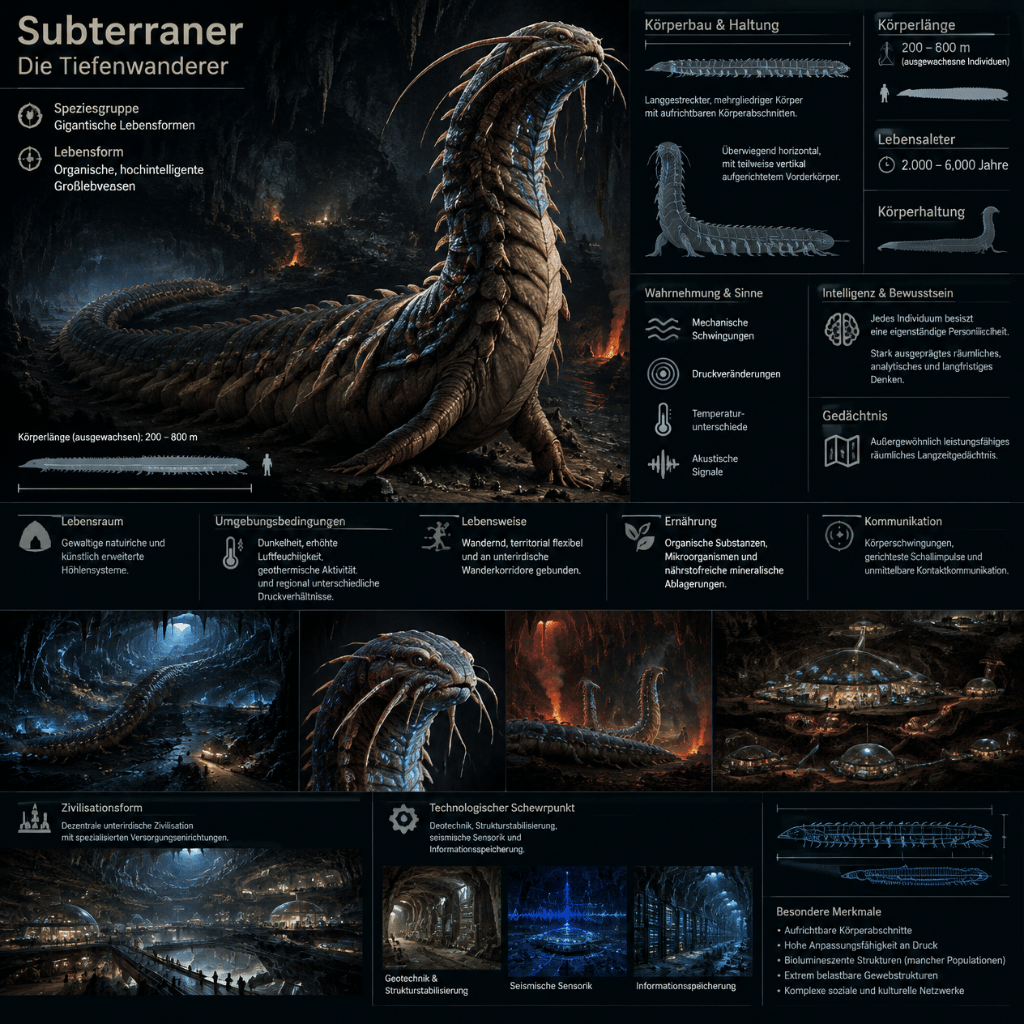 Subterraner
Die Tiefenwanderer
Speziesgruppe
Gigantische Lebensformen
Lebensform
Organische, hochintelligente
Großlebveasen
Körperlänge (ausgewachsen): 200 – 800 m
Körperbau & Haltung
Langgestreckter, mehrgliedriger Körper
mit aufrichtbaren Körperabschnitten.
Überwiegend horizontal,
mit teilweise vertikal
aufgerichtetem Vorderkörper.
Körperlänge
200 – 800 m
(ausgewachesne Individuen)
Lebensaleter
2.000 – 6,000 Jahre
Körperhaltung
Wahrnehmung & Sinne
Mechanische
Schwingungen
Druckveränderungen
Temperatur-
unterschiede
Akustische
Signale
Intelligenz & Bewusstsein
Jedes Individuum besiszt
eine eigenständige
Stark ausgeprägtes räumliches,
analytisches und langfristiges
Denken.
Gedächtnis
Außergewöhnlich leistungsfähiges
räumliches Langzeitgedächtnis.
Lebensraum
Gewaltige natuiriche und
künstlich erweiterte
Höhlensysteme.
Umgebungsbedingungen
Dunkelheit, erhöhte
Luftfeuchligkeit,
geothermische Aktivität
und regional unterschiedliche
Druckverhältnisse.
Lebensweise
Wandernd, territorial flexibel
und an unterirdische
Wanderkorridore gebunden.
Ernährung
Organische Substanzen,
Mikroorganismen und
nährstofreiche mineralische
Ablagerungen.
Kommunikation
Körperschwingungen,
gerichteste Schallimpulse und
unmittelbare Kontaktkommunikation.
Zivilisationsform
Dezentrale unterirdische Zivilisation
mit spezialisierten
Technologischer Schewrpunkt
Geotechnik, Strukturstabilisierung,
seismische Sensorik und
Informationsspeicherung.
Geotechnik &
Strukturstabilisierung
Seismische Sensorik
Informationsspeicherung
Besondere Merkmale
• Aufrichtbare Körperabschnitte
• Hohe Anpassungsfähigkeit an Druck
• Biolumineszente Strukturen (mancher Populationen)
• Extrem belastbare Gewebstrukturen
• Komplexe soziale und kulturelle Netzwerke